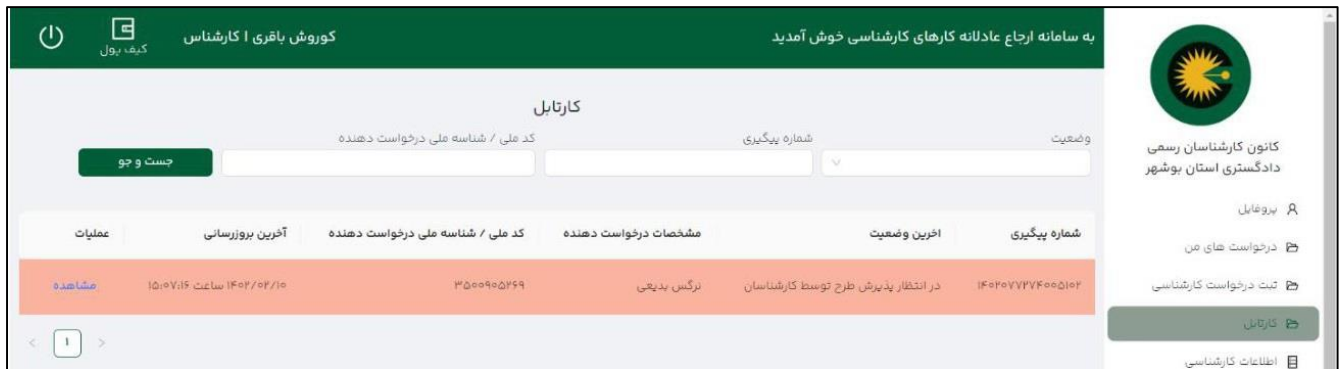 به سامانه ارجاع عادلانه کارهای کارشناسی خوش آمدید
کوروش باقری | کارشناس
کیف پول
کانون کارشناسان رسمی
دادگستری استان بوشهر
پروفایل
درخواست های من
ثبت درخواست کارشناسی
کارتابل
اطلاعات کارشناسی
کارتابل
وضعیت
شماره پیگیری
کد ملی / شناسه ملی درخواست دهنده
جست و جو
شماره پیگیری اخرین وضعیت مشخصات درخواست دهنده کد ملی / شناسه ملی درخواست دهنده آخرین بروزرسانی عملیات
در انتظار پذیرش طرح توسط کارشناسان نرگس بدیعی ۳۵۰۰۹۰۵۲۶۹ ۱۴۰۲/۰۲/۱۰ ساعت ۱۵:۰۷:۱۶ مشاهده
۱